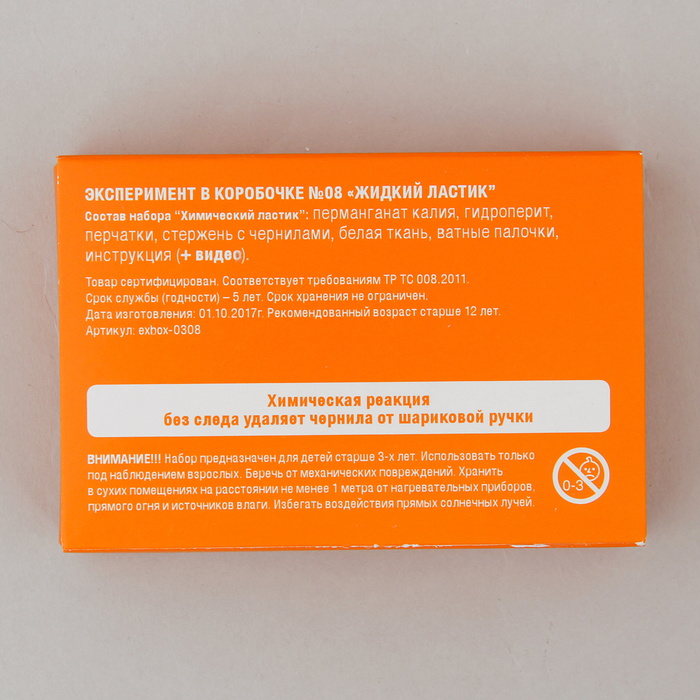 ЭКСПЕРИМЕНТ В КОРОБОЧКЕ №08 «ЖИДКИЙ ЛАСТИК”
Состав набора “Химический ластик”: перманганат калия, гидроперит,
перчатки, стержень с чернилами, белая ткань, ватные палочки,
инструкция (+ видео).
Товар сертифицирован. Соответствует требованиям ТР ТС 008.2011.
Срок службы (годности) – 5 лет. Срок хранения не ограничен.
Дата изготовления: 01.10.2017г. Рекомендованный возраст старше 12 лет.
Артикул: exbox-0308
Химическая реакция
без следа удаляет чернила от шариковой ручки
ВНИМАНИЕ!!! Набор предназначен для детей старше 3-х лет. Использовать только
под наблюдением взрослых. Беречь от механических повреждений. Хранить
в сухих помещениях на расстоянии не менее 1 метра от нагревательных приборов,
прямого огня и источников влаги. Избегать воздействия прямых солнечных лучей.
0-3